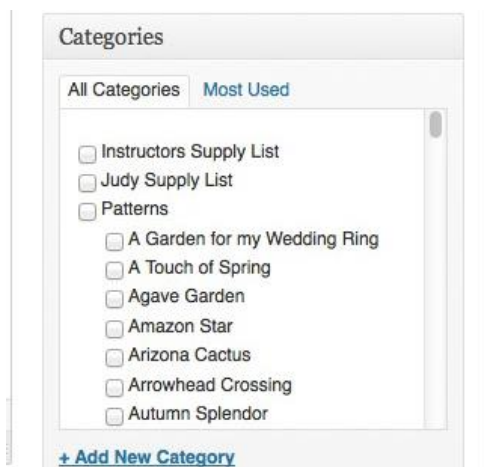 Categories
All Categories Most Used
Instructors Supply List
Judy Supply List
Patterns
A Garden for my Wedding Ring
A Touch of Spring
Agave Garden
Amazon Star
Arizona Cactus
Arrowhead Crossing
Autumn Splendor
+ Add New Category